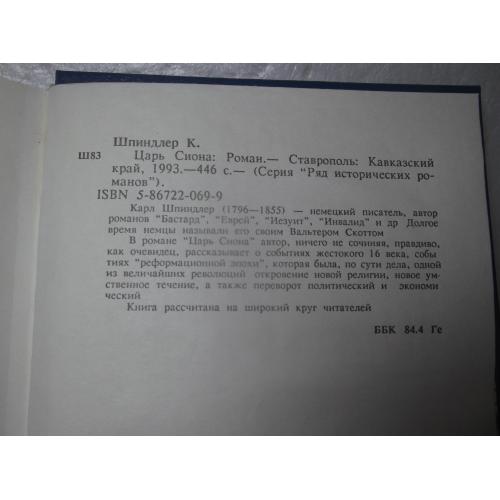 Шпиндлер К.
Ш83 Царь Сиона: Роман.— Ставрополь: Кавказский
край, 1993.—446 с.— (Серия “Ряд исторических ро-
манов”).
ISBN 5-86722-069-9
Карл Шпиндлер (1796—1855) — немецкий писатель, автор
романов “Бастард”, “Еврей”, “Иезуит”, “Инвалид” и др Долгое
время немцы называли его своим Вальтером Скоттом
В романе “Царь Сиона” автор, ничего не сочиняя, правдиво,
как очевидец, рассказывает о событиях жестокого 16 века, собы
тиях “реформационной эпохи”, которая была, по сути дела, одной
из величайших революций откровение новой религии, новое ум-
ственное течение, а также переворот политический и экономи
ческий
Книга рассчитана на широкий круг читателей
ББК 84.4 Ге